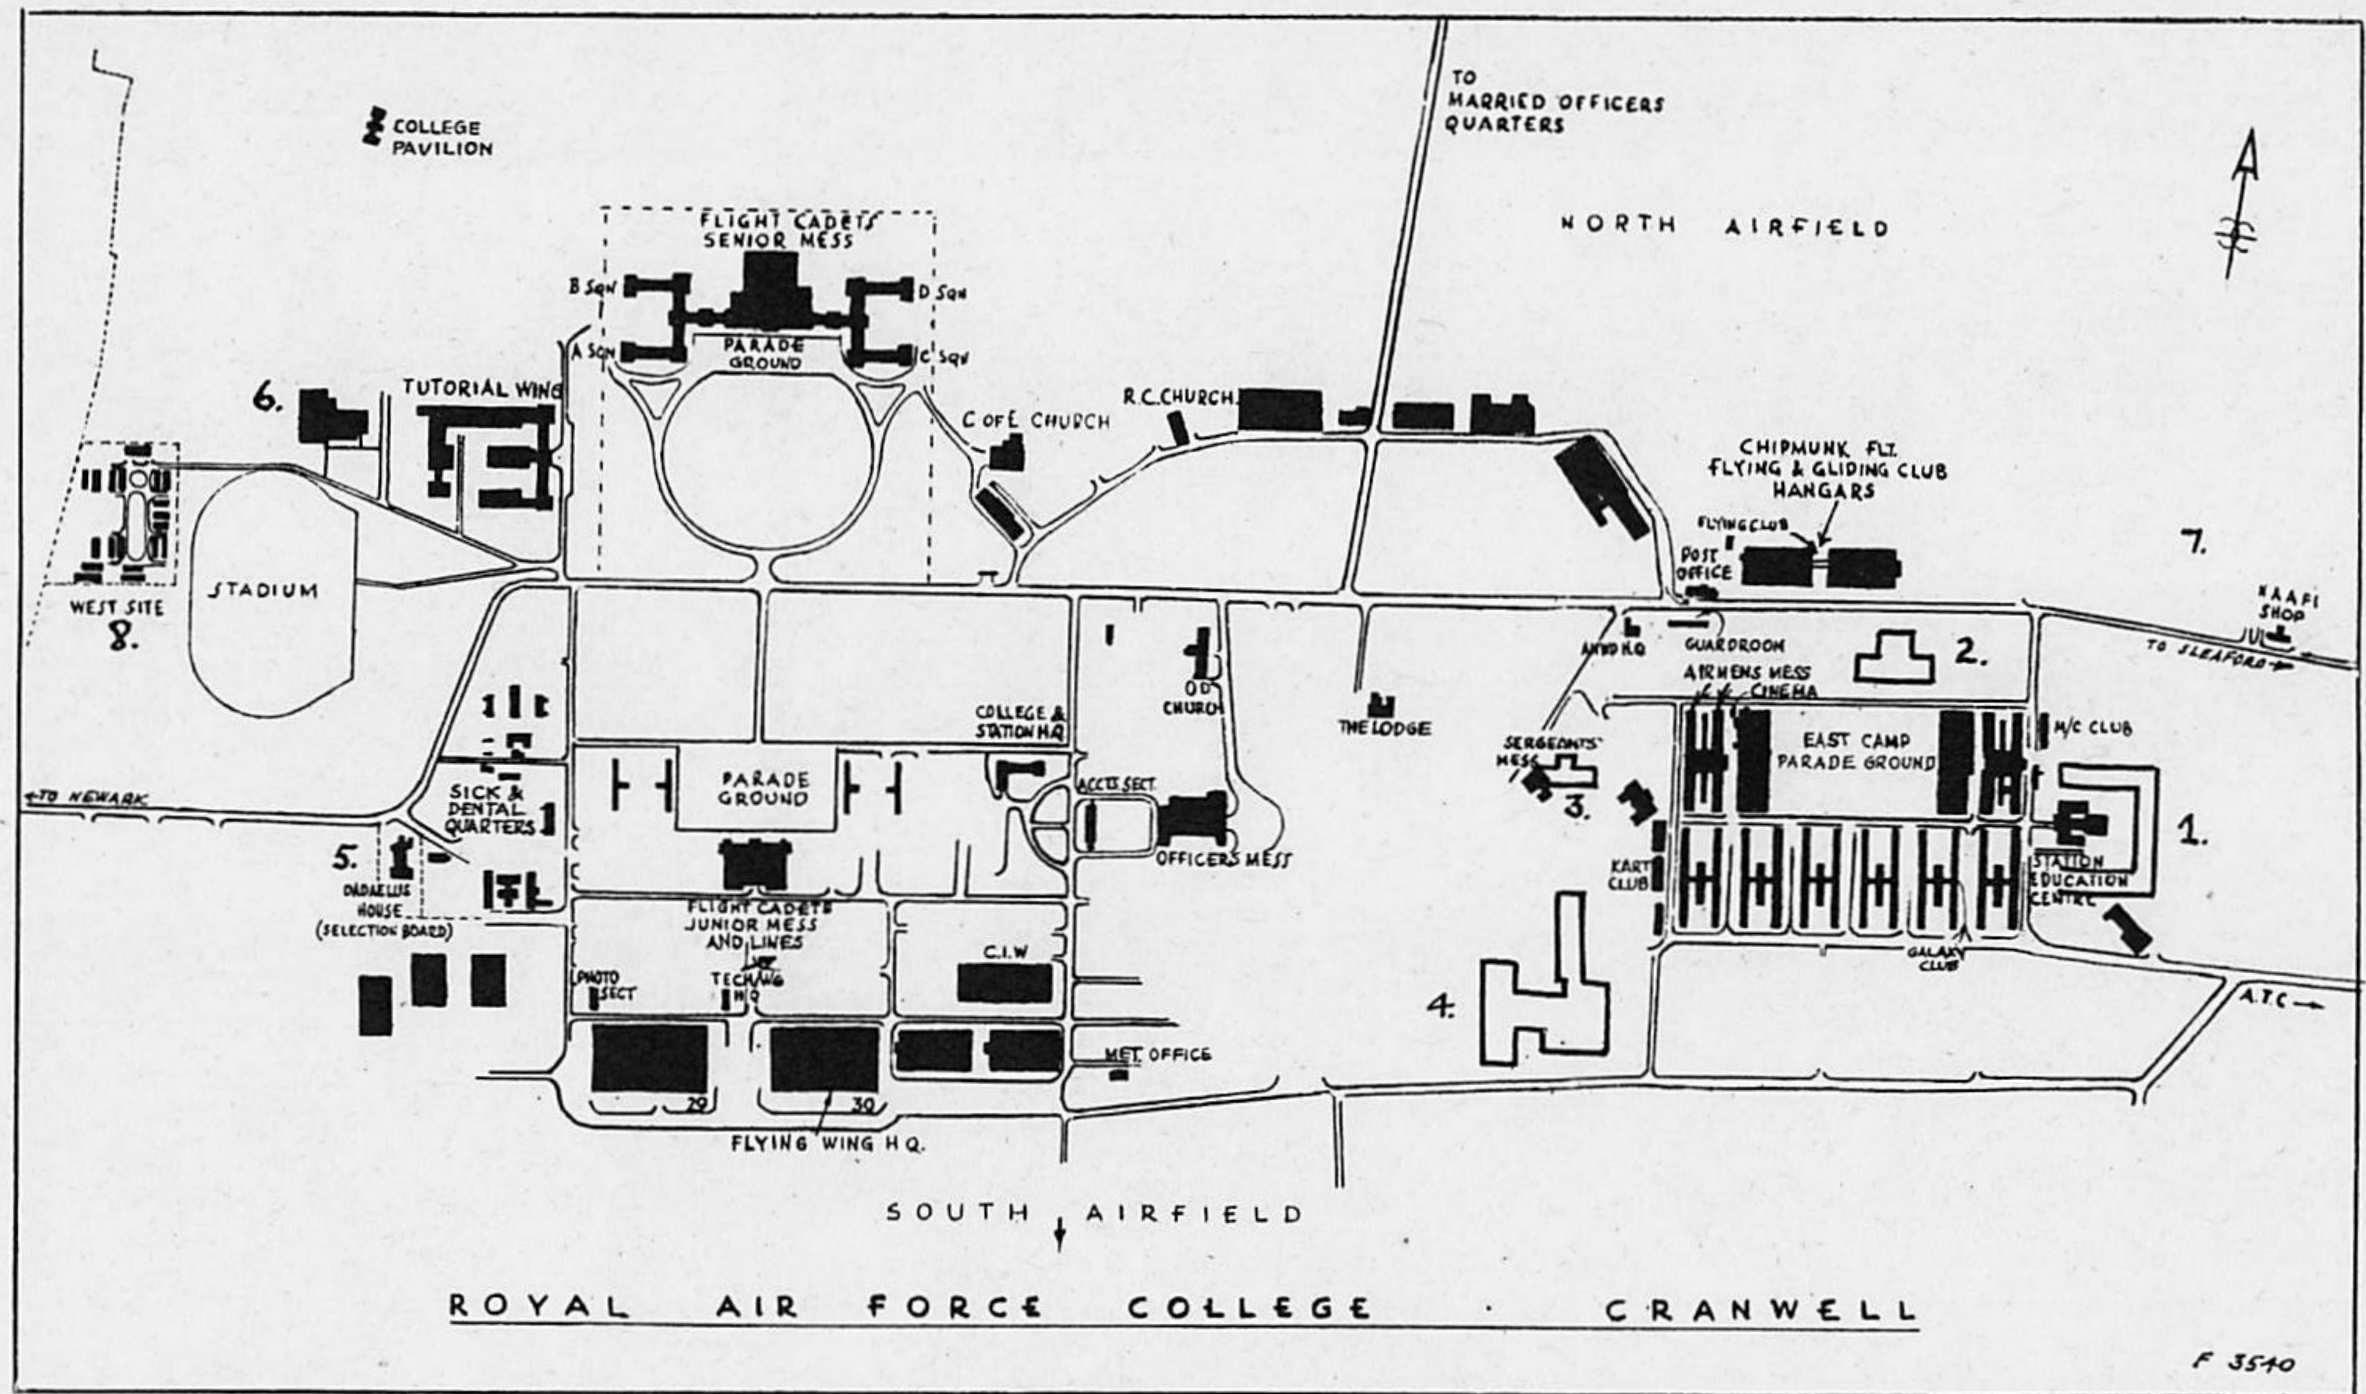 COLLEGE
PAVILION
TO
MARRIED OFFICERS
QUARTERS
NORTH AIRFIELD
FLIGHT CADETS
SENIOR MESS
B SQN
D SQN
A SQN
C SQN
PARADE
GROUND
6.
TUTORIAL WING
C OF E CHURCH
R.C. CHURCH
CHIPMUNK FLT.
FLYING & GLIDING CLUB
HANGARS
FLYING CLUB
POST
OFFICE
7.
NAAFI
SHOP
TO SLEAFORD
WEST SITE
8.
STADIUM
GUARDROOM
2.
AIRMENS MESS
CINEMA
O D
CHURCH
COLLEGE &
STATION H.Q
THE LODGE
SERGEANTS'
MESS
3.
M/C CLUB
EAST CAMP
PARADE GROUND
TO NEWARK
SICK &
DENTAL
QUARTERS
PARADE
GROUND
ACCTS. SECT.
OFFICERS MESS
1.
5.
DADAELUS
HOUSE
(SELECTION BOARD)
KART
CLUB
STATION
EDUCATION
CENTRE
FLIGHT CADETS
JUNIOR MESS
AND LINES
C.I.W
GALAXY
CLUB
PHOTO
SECT
TECH WG
H Q
4.
A.T.C
MET. OFFICE
29
30
FLYING WING H Q.
SOUTH AIRFIELD
ROYAL AIR FORCE COLLEGE · CRANWELL
F 3540